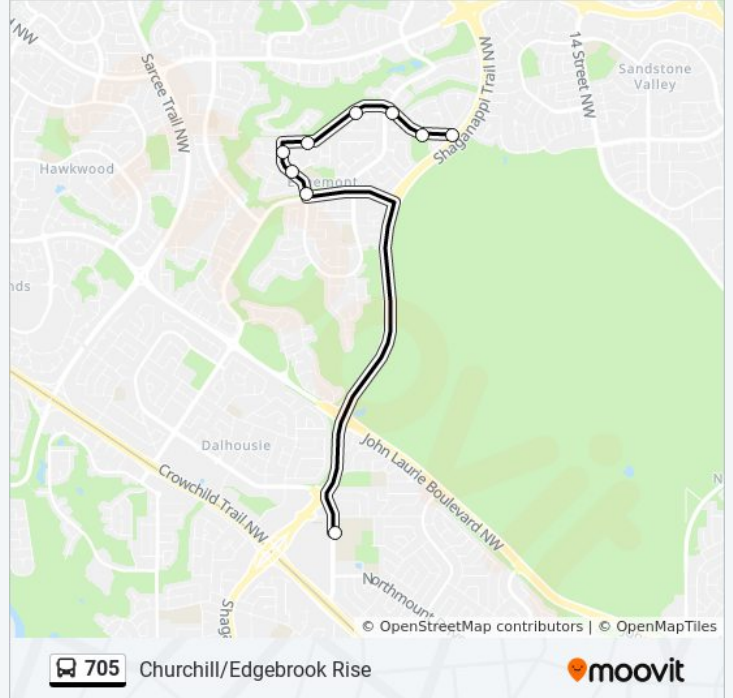 NW
Sarcee Trail NW
Shaganappi Trail NW
14 Street NW
Sandstone
Valley
Hawkwood
Edgemont
nds
Dalhousie
John Laurie Boulevard NW
Crowchild Trail NW
N
Northmount
Shaga
© OpenStreetMap contributors | © OpenMapTiles
705 Churchill/Edgebrook Rise
moovit